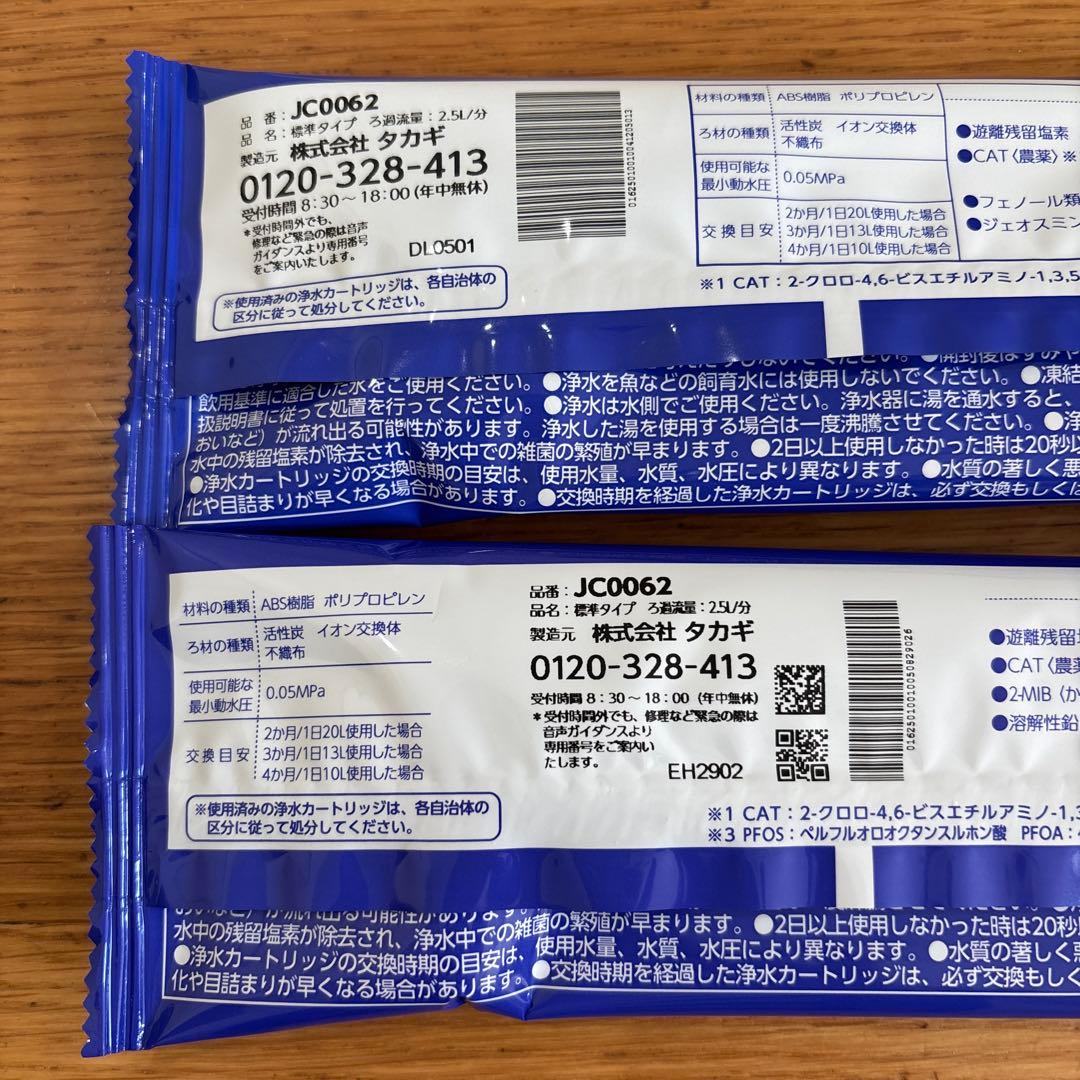 品番：JC0062
品名：標準タイプ ろ過流量：2.5L/分
製造元 株式会社 タカギ
0120-328-413
受付時間 8：30～18：00 (年中無休)
＊受付時間外でも、
修理など緊急の際は音声
ガイダンスより専用番号
をご案内いたします。
DL0501
※使用済みの浄水カートリッジは、各自治体の
区分に従って処分してください。
01625010010041205013
材料の種類 ABS樹脂 ポリプロピレン
ろ材の種類 活性炭 イオン交換体
不織布
使用可能な
最小動水圧 0.05MPa
交換目安 2か月/1日20L使用した場合
3か月/1日13L使用した場合
4か月/1日10L使用した場合
●遊離残留塩素
●CAT〈農薬〉※
●フェノール類
●ジェオスミン
※1 CAT：2-クロロ-4,6-ビスエチルアミノ-1,3,5
飲用基準に適合した水をご使用ください。●浄水を魚などの飼育水には使用しないでください。●凍結
扱説明書に従って処置を行ってください。●浄水は水側でご使用ください。浄水器に湯を通水すると、
おいなど）が流れ出る可能性があります。浄水した湯を使用する場合は一度沸騰させてください。●浄
水中の残留塩素が除去され、浄水中での雑菌の繁殖が早まります。●2日以上使用しなかった時は20秒以
●浄水カートリッジの交換時期の目安は、使用水量、水質、水圧により異なります。●水質の著しく悪
化や目詰まりが早くなる場合があります。●交換時期を経過した浄水カートリッジは、必ず交換もしくは
材料の種類 ABS樹脂 ポリプロピレン
ろ材の種類 活性炭 イオン交換体
不織布
使用可能な
最小動水圧 0.05MPa
交換目安 2か月/1日20L使用した場合
3か月/1日13L使用した場合
4か月/1日10L使用した場合
※使用済みの浄水カートリッジは、各自治体の
区分に従って処分してください。
品番：JC0062
品名：標準タイプ ろ過流量：2.5L/分
製造元 株式会社 タカギ
0120-328-413
受付時間 8：30～18：00 (年中無休)
＊受付時間外でも、修理など緊急の際は
音声ガイダンスより
専用番号をご案内い
たします。
EH2902
01625010010050829026
●遊離残留
●CAT〈農薬
●2-MIB〈か
●溶解性鉛
※1 CAT：2-クロロ-4,6-ビスエチルアミノ-1,3
※3 PFOS：ペルフルオロオクタンスルホン酸 PFOA：
おいなど）が流れ出る可能性があります。
水中の残留塩素が除去され、浄水中での雑菌の繁殖が早まります。●2日以上使用しなかった時は20秒
●浄水カートリッジの交換時期の目安は、使用水量、水質、水圧により異なります。●水質の著しく悪
化や目詰まりが早くなる場合があります。●交換時期を経過した浄水カートリッジは、必ず交換もしく